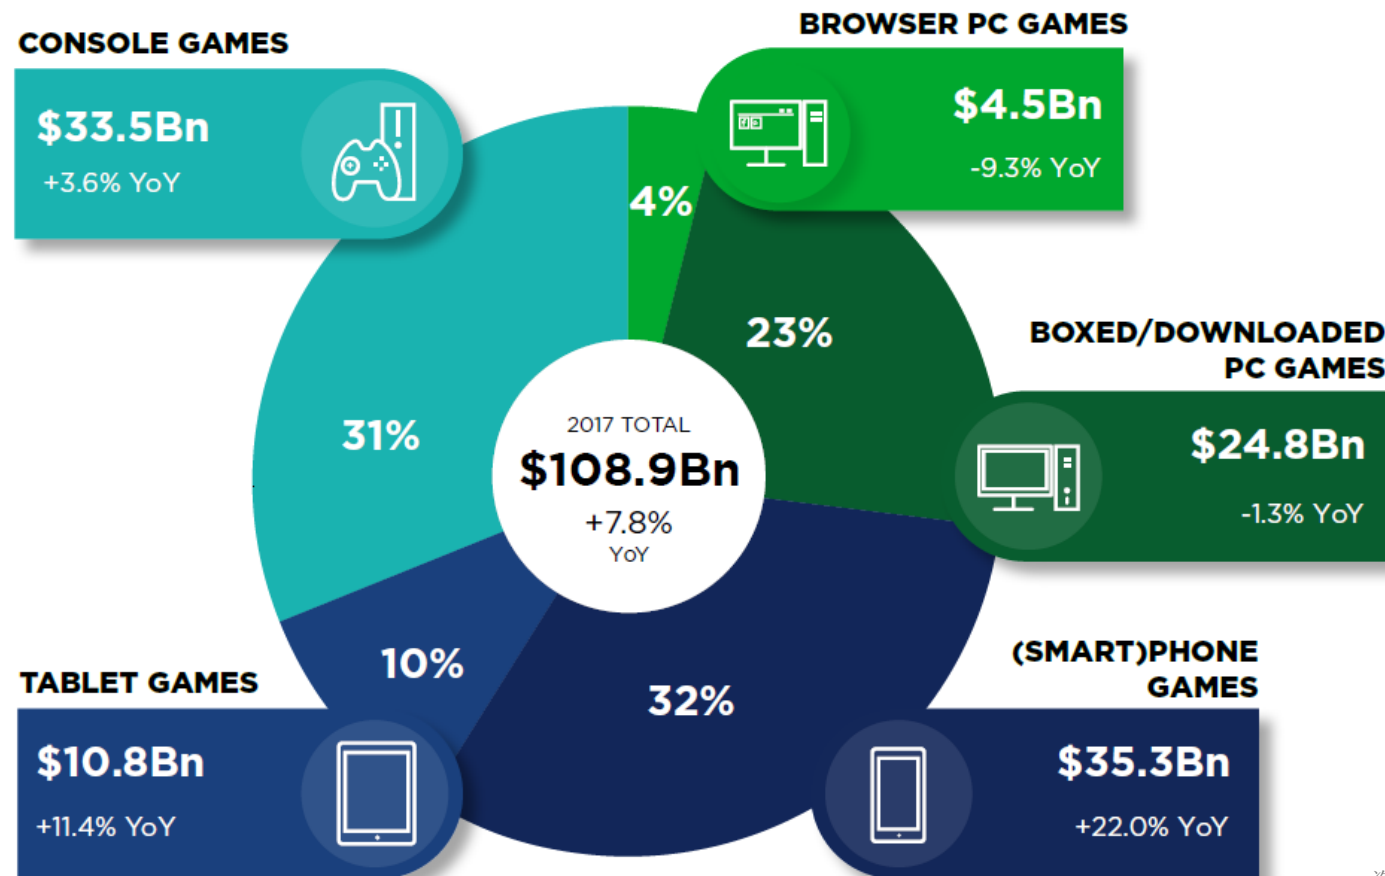 CONSOLE GAMES
$33.5Bn
+3.6% YoY
BROWSER PC GAMES
$4.5Bn
-9.3% YoY
4%
23%
31%
BOXED/DOWNLOADED
PC GAMES
$24.8Bn
-1.3% YoY
2017 TOTAL
$108.9Bn
+7.8%
YoY
10%
32%
TABLET GAMES
$10.8Bn
+11.4% YoY
(SMART)PHONE
GAMES
$35.3Bn
+22.0% YoY